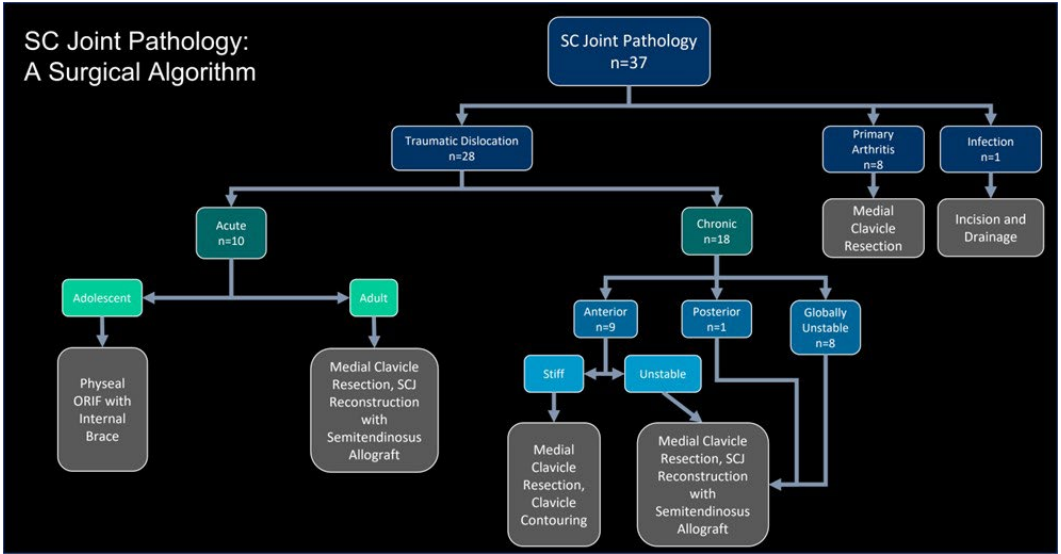 SC Joint Pathology:
A Surgical Algorithm
SC Joint Pathology
n=37
Traumatic Dislocation
n=28
Primary
Arthritis
n=8
Infection
n=1
Medial
Clavicle
Resection
Incision and
Drainage
Acute
n=10
Chronic
n=18
Adolescent
Adult
Anterior
n=9
Posterior
n=1
Globally
Unstable
n=8
Physeal
ORIF with
Internal
Brace
Medial Clavicle
Resection, SCJ
Reconstruction
with
Semitendinosus
Allograft
Stiff
Unstable
Medial
Clavicle
Resection,
Clavicle
Contouring
Medial Clavicle
Resection, SCJ
Reconstruction
with
Semitendinosus
Allograft